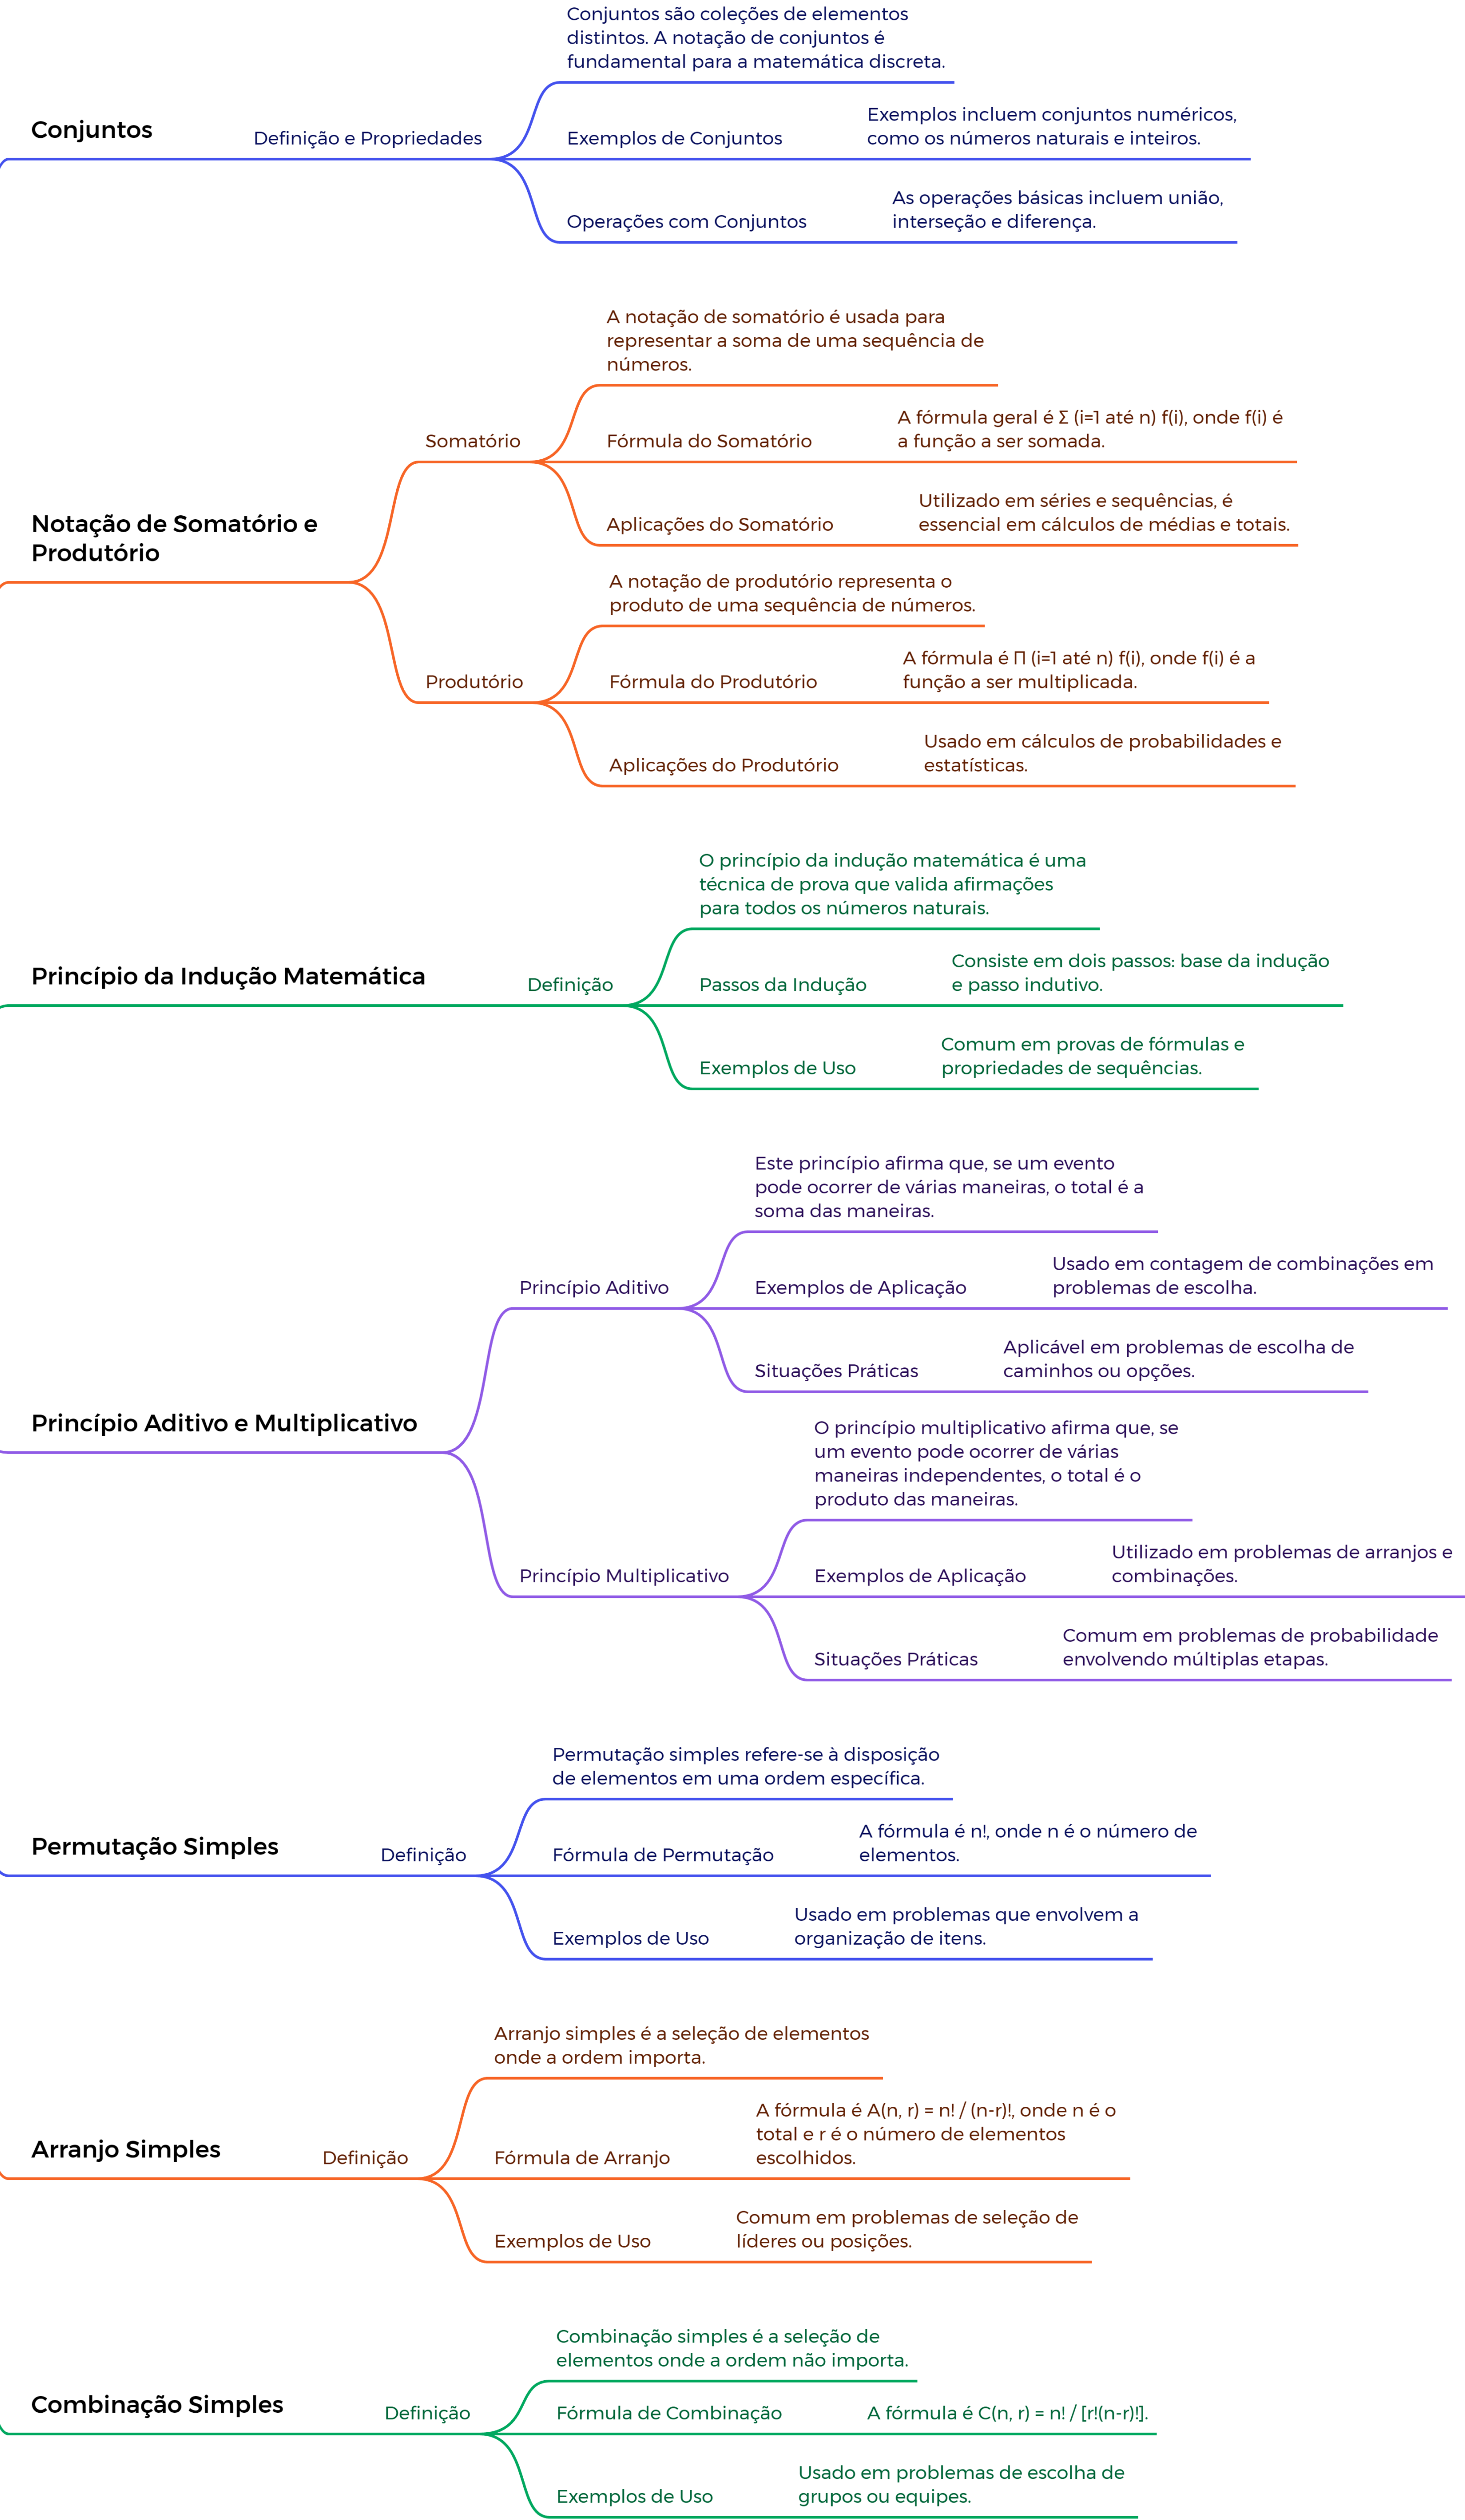 Conjuntos
Definição e Propriedades
Conjuntos são coleções de elementos
distintos. A notação de conjuntos é
fundamental para a matemática discreta.
Exemplos de Conjuntos
Exemplos incluem conjuntos numéricos,
como os números naturais e inteiros.
Operações com Conjuntos
As operações básicas incluem união,
interseção e diferença.
Notação de Somatório e
Produtório
Somatório
A notação de somatório é usada para
representar a soma de uma sequência de
números.
Fórmula do Somatório
A fórmula geral é Σ (i=1 até n) f(i), onde f(i) é
a função a ser somada.
Aplicações do Somatório
Utilizado em séries e sequências, é
essencial em cálculos de médias e totais.
Produtório
A notação de produtório representa o
produto de uma sequência de números.
Fórmula do Produtório
A fórmula é Π (i=1 até n) f(i), onde f(i) é a
função a ser multiplicada.
Aplicações do Produtório
Usado em cálculos de probabilidades e
estatísticas.
Princípio da Indução Matemática
Definição
O princípio da indução matemática é uma
técnica de prova que valida afirmações
para todos os números naturais.
Passos da Indução
Consiste em dois passos: base da indução
e passo indutivo.
Exemplos de Uso
Comum em provas de fórmulas e
propriedades de sequências.
Princípio Aditivo e Multiplicativo
Princípio Aditivo
Este princípio afirma que, se um evento
pode ocorrer de várias maneiras, o total é a
soma das maneiras.
Exemplos de Aplicação
Usado em contagem de combinações em
problemas de escolha.
Situações Práticas
Aplicável em problemas de escolha de
caminhos ou opções.
Princípio Multiplicativo
O princípio multiplicativo afirma que, se
um evento pode ocorrer de várias
maneiras independentes, o total é o
produto das maneiras.
Exemplos de Aplicação
Utilizado em problemas de arranjos e
combinações.
Situações Práticas
Comum em problemas de probabilidade
envolvendo múltiplas etapas.
Permutação Simples
Definição
Permutação simples refere-se à disposição
de elementos em uma ordem específica.
Fórmula de Permutação
A fórmula é n!, onde n é o número de
elementos.
Exemplos de Uso
Usado em problemas que envolvem a
organização de itens.
Arranjo Simples
Definição
Arranjo simples é a seleção de elementos
onde a ordem importa.
Fórmula de Arranjo
A fórmula é A(n, r) = n! / (n-r)!, onde n é o
total e r é o número de elementos
escolhidos.
Exemplos de Uso
Comum em problemas de seleção de
líderes ou posições.
Combinação Simples
Definição
Combinação simples é a seleção de
elementos onde a ordem não importa.
Fórmula de Combinação
A fórmula é C(n, r) = n! / [r!(n-r)!].
Exemplos de Uso
Usado em problemas de escolha de
grupos ou equipes.